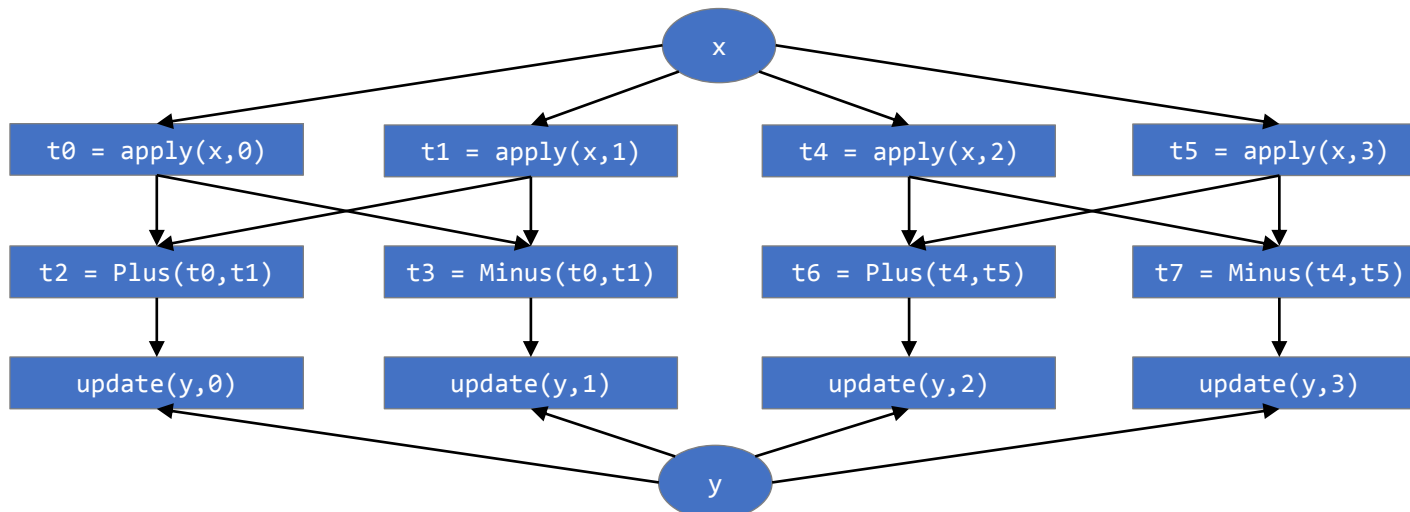 x
t0 = apply(x,0)
t1 = apply(x,1)
t4 = apply(x,2)
t5 = apply(x,3)
t2 = Plus(t0,t1)
t3 = Minus(t0,t1)
t6 = Plus(t4,t5)
t7 = Minus(t4,t5)
update(y,0)
update(y,1)
update(y,2)
update(y,3)
y